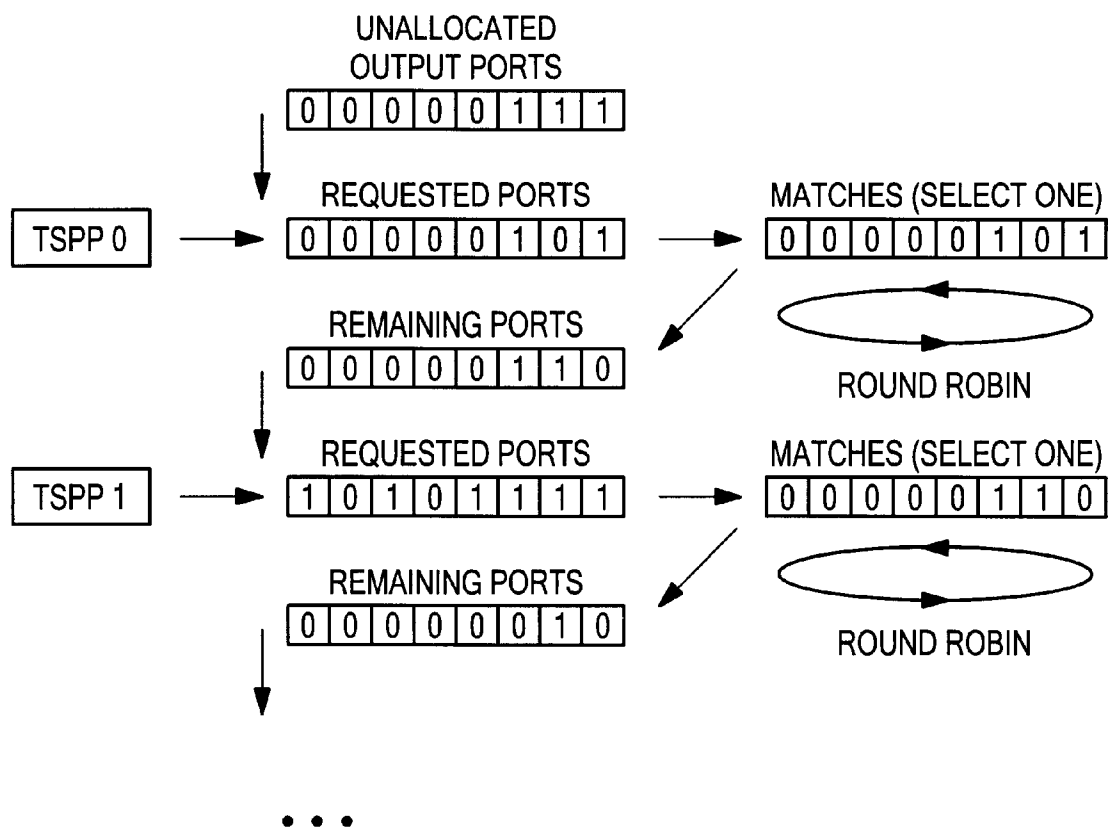 UNALLOCATED
OUTPUT PORTS
0 0 0 0 0 1 1 1
REQUESTED PORTS
MATCHES (SELECT ONE)
TSPP 0
0 0 0 0 0 1 0 1
0 0 0 0 0 1 0 1
REMAINING PORTS
0 0 0 0 0 1 1 0
ROUND ROBIN
REQUESTED PORTS
MATCHES (SELECT ONE)
TSPP 1
1 0 1 0 1 1 1 1
0 0 0 0 0 1 1 0
REMAINING PORTS
0 0 0 0 0 0 1 0
ROUND ROBIN
• • •